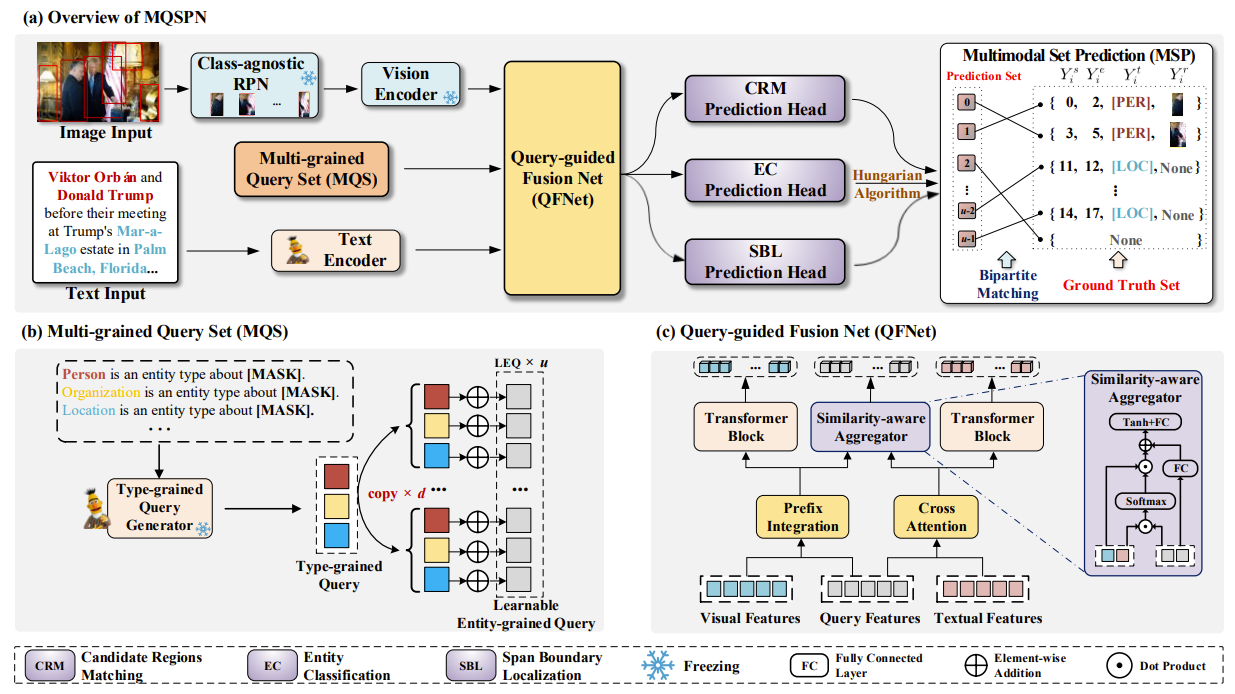 (a) Overview of MQSPN
Image Input
Class-agnostic
RPN
...
Vision
Encoder
Multi-grained
Query Set (MQS)
Viktor Orbán and
Donald Trump
before their meeting
at Trump's Mar-a-
Lago estate in Palm
Beach, Florida...
Text Input
Text
Encoder
Query-guided
Fusion Net
(QFNet)
CRM
Prediction Head
EC
Prediction Head
SBL
Prediction Head
Hungarian
Algorithm
Multimodal Set Prediction (MSP)
Prediction Set
Y_i^s Y_i^e Y_i^t Y_i^r
0
1
2
⋮
u-2
u-1
{ 0, 2, [PER], }
{ 3, 5, [PER], }
{ 11, 12, [LOC], None }
⋮
{ 14, 17, [LOC], None }
{ None }
Bipartite
Matching
Ground Truth Set
(b) Multi-grained Query Set (MQS)
Person is an entity type about [MASK].
Organization is an entity type about [MASK].
Location is an entity type about [MASK].
...
Type-grained
Query
Generator
Type-grained
Query
copy × d
LEQ × u
...
...
Learnable
Entity-grained Query
(c) Query-guided Fusion Net (QFNet)
...
...
...
Transformer
Block
Similarity-aware
Aggregator
Transformer
Block
Prefix
Integration
Cross
Attention
Visual Features
Query Features
Textual Features
Similarity-aware
Aggregator
Tanh+FC
FC
Softmax
CRM
Candidate Regions
Matching
EC
Entity
Classification
SBL
Span Boundary
Localization
Freezing
FC
Fully Connected
Layer
Element-wise
Addition
Dot Product